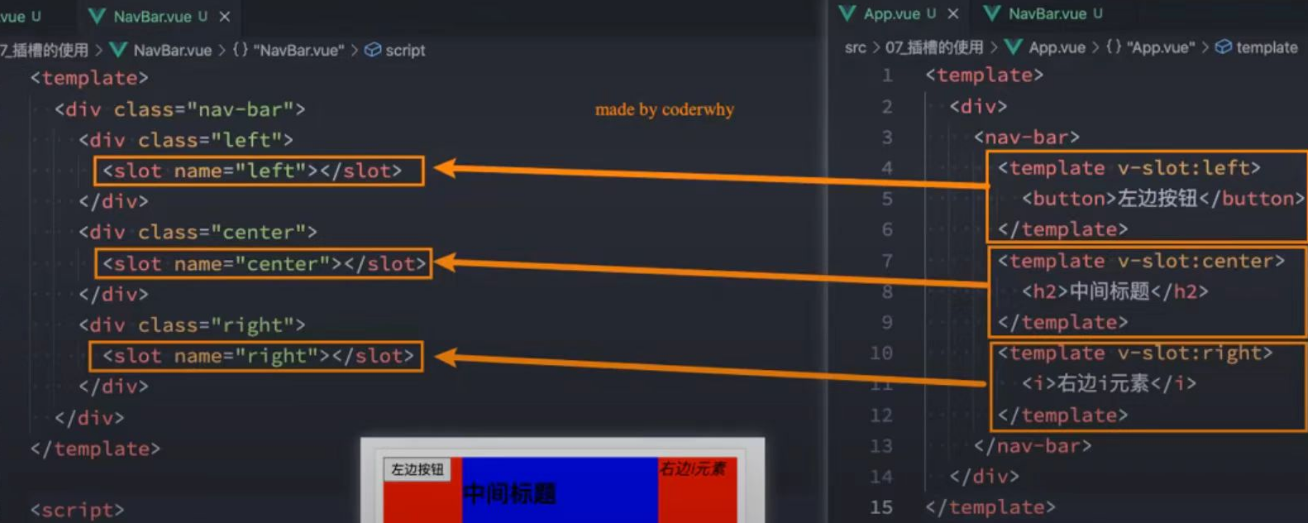 vue U
NavBar.vue U ×
7_插槽的使用 > NavBar.vue > {} "NavBar.vue" > script
<template>
<div class="nav-bar">
<div class="left">
<slot name="left"></slot>
</div>
<div class="center">
<slot name="center"></slot>
</div>
<div class="right">
<slot name="right"></slot>
</div>
</div>
</template>
<script>
made by coderwhy
左边按钮
中间标题
右边i元素
App.vue U ×
NavBar.vue U
src > 07_插槽的使用 > App.vue > {} "App.vue" > template
1 <template>
2 <div>
3 <nav-bar>
4 <template v-slot:left>
5 <button>左边按钮</button>
6 </template>
7 <template v-slot:center>
8 <h2>中间标题</h2>
9 </template>
10 <template v-slot:right>
11 <i>右边i元素</i>
12 </template>
13 </nav-bar>
14 </div>
15 </template>